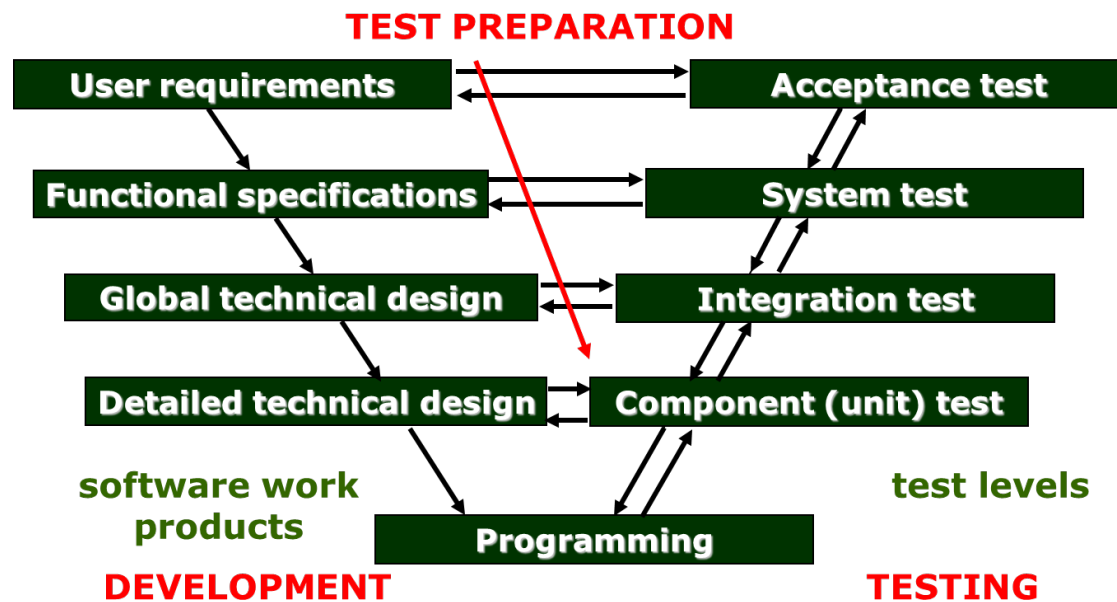 TEST PREPARATION
User requirements
Acceptance test
Functional specifications
System test
Global technical design
Integration test
Detailed technical design
Component (unit) test
software work
products
test levels
Programming
DEVELOPMENT
TESTING